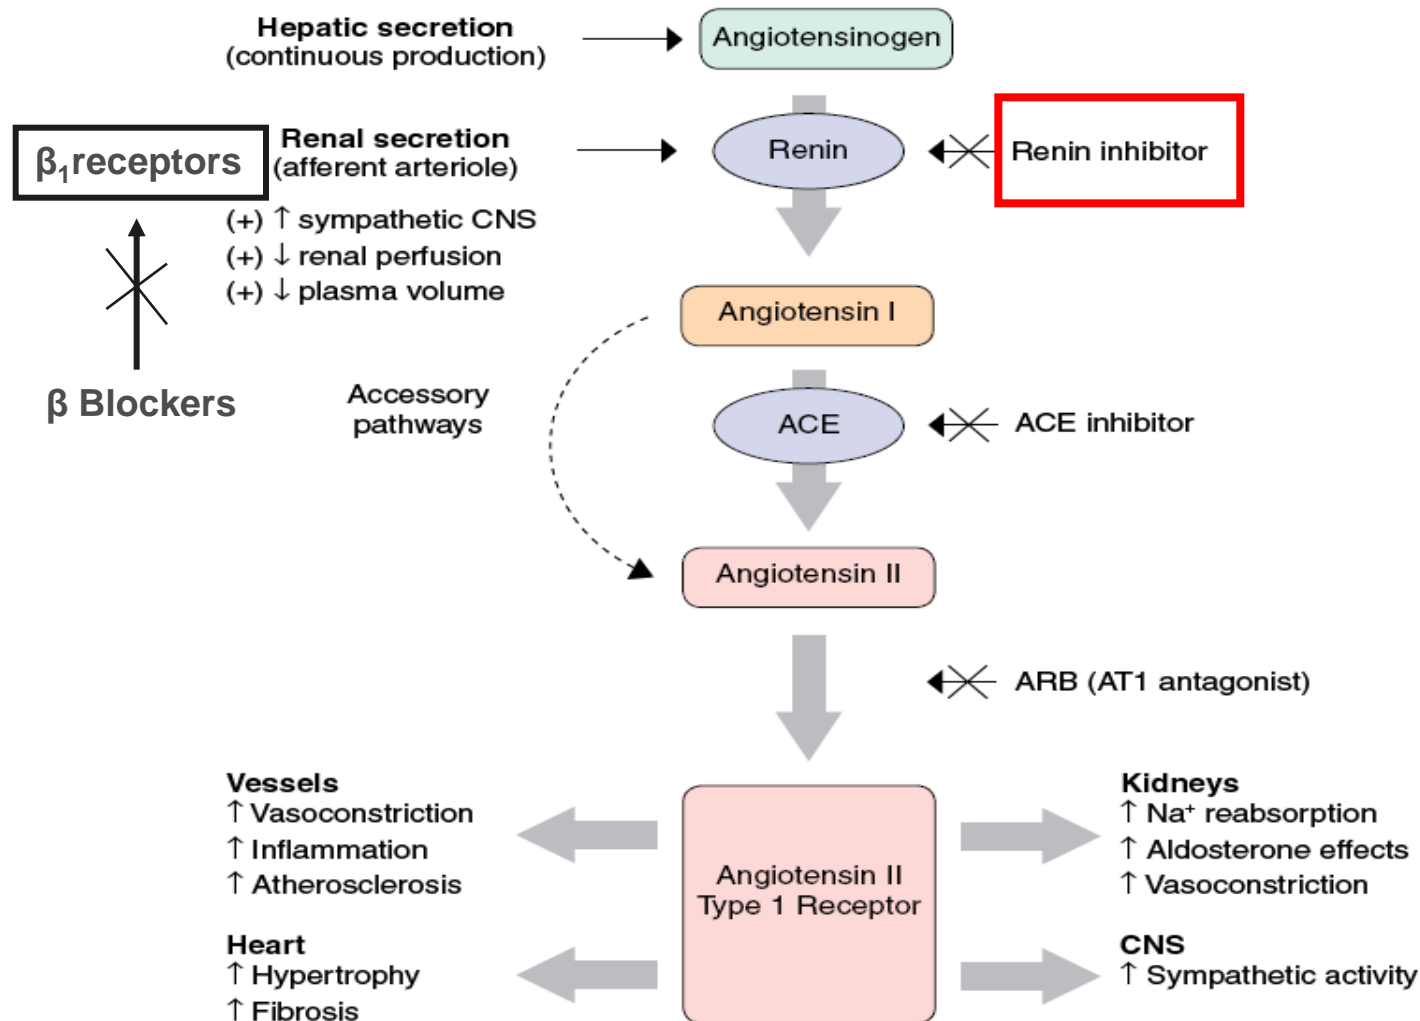 Hepatic secretion
(continuous production)
Angiotensinogen
β₁receptors
Renal secretion
(afferent arteriole)
(+) ↑ sympathetic CNS
(+) ↓ renal perfusion
(+) ↓ plasma volume
Renin
Renin inhibitor
β Blockers
Angiotensin I
Accessory
pathways
ACE
ACE inhibitor
Angiotensin II
ARB (AT1 antagonist)
Vessels
↑ Vasoconstriction
↑ Inflammation
↑ Atherosclerosis
Heart
↑ Hypertrophy
↑ Fibrosis
Angiotensin II
Type 1 Receptor
Kidneys
↑ Na⁺ reabsorption
↑ Aldosterone effects
↑ Vasoconstriction
CNS
↑ Sympathetic activity